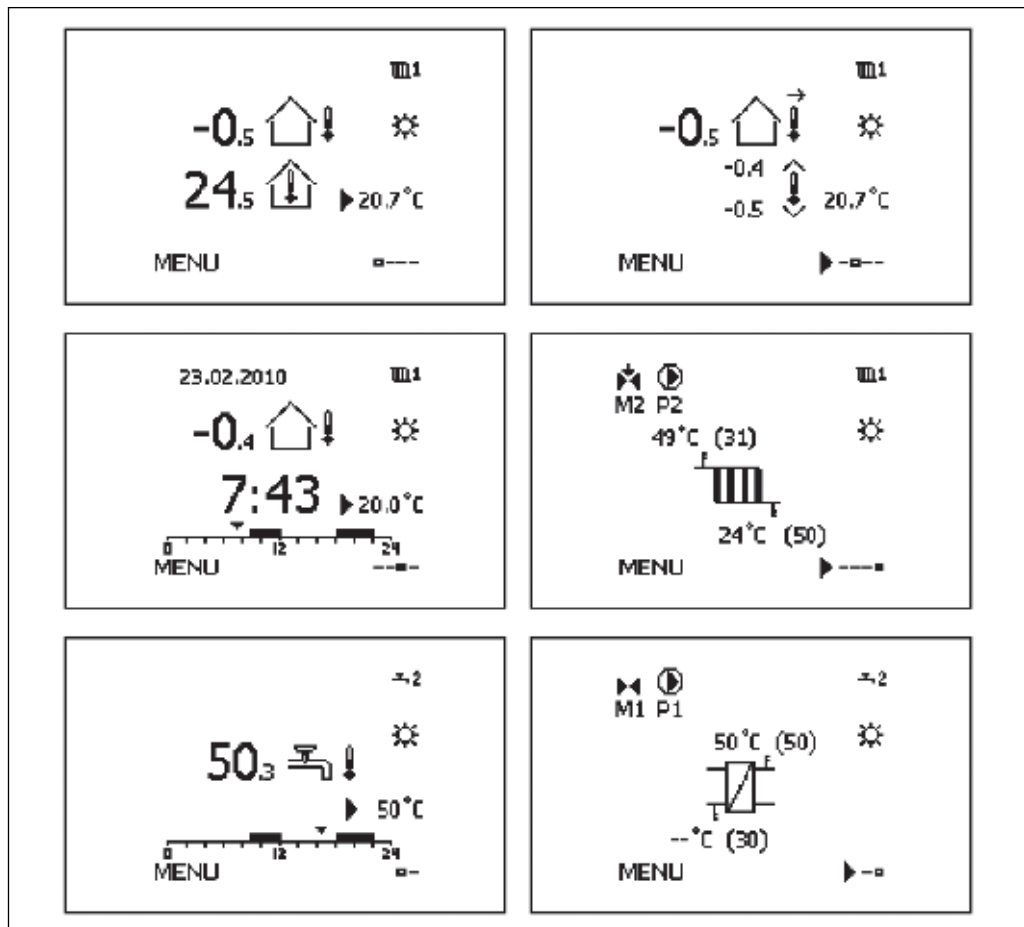 1
-0.5
24.5
20.7°C
MENU
1
-0.5
-0.4
-0.5
20.7°C
MENU
23.02.2010
1
-0.4
7:43
20.0°C
0 12 24
MENU
1
M2 P2
49°C (31)
24°C (50)
MENU
2
50.3
50°C
0 12 24
MENU
2
M1 P1
50°C (50)
--°C (30)
MENU